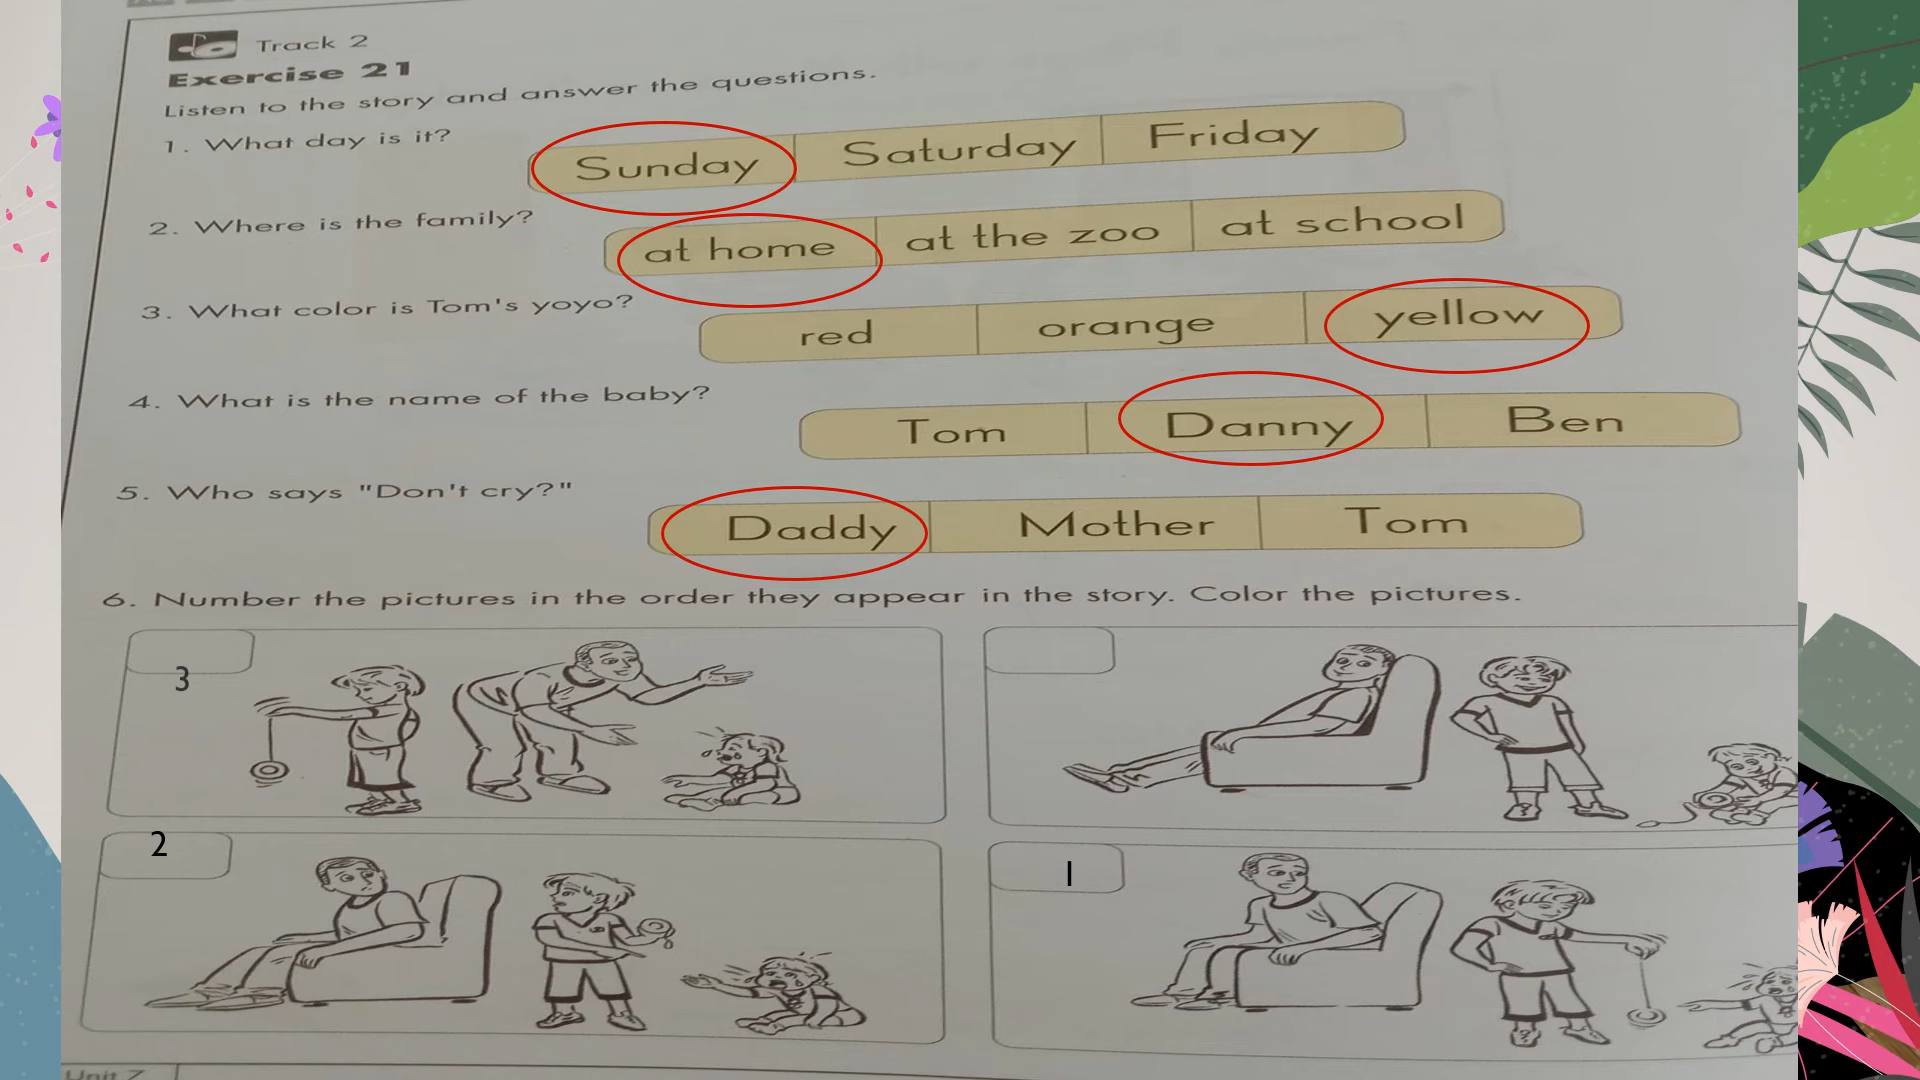 Track 2
Exercise 21
Listen to the story and answer the questions.
1. What day is it?
Sunday Saturday Friday
2. Where is the family?
at home at the zoo at school
3. What color is Tom's yoyo?
red orange yellow
4. What is the name of the baby?
Tom Danny Ben
5. Who says "Don't cry?"
Daddy Mother Tom
6. Number the pictures in the order they appear in the story. Color the pictures.
3
2
1
Unit 7